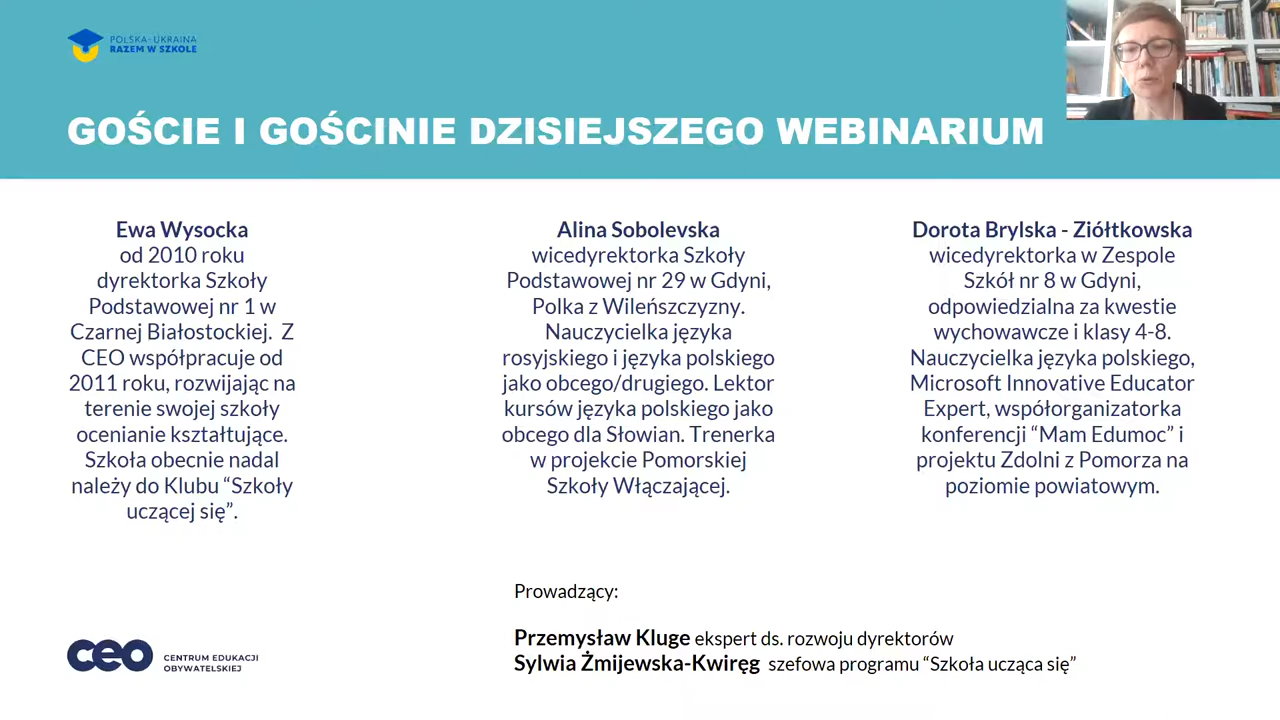 POLSKA-UKRAINA
RAZEM W SZKOLE
GOŚCIE I GOŚCINIE DZISIEJSZEGO WEBINARIUM
Ewa Wysocka
od 2010 roku
dyrektorka Szkoły
Podstawowej nr 1 w
Czarnej Białostockiej. Z
CEO współpracuje od
2011 roku, rozwijając na
terenie swojej szkoły
ocenianie kształtujące.
Szkoła obecnie nadal
należy do Klubu “Szkoły
uczącej się”.
Alina Sobolevska
wicedyrektorka Szkoły
Podstawowej nr 29 w Gdyni,
Polka z Wileńszczyzny.
Nauczycielka języka
rosyjskiego i języka polskiego
jako obcego/drugiego. Lektor
kursów języka polskiego jako
obcego dla Słowian. Trenerka
w projekcie Pomorskiej
Szkoły Włączającej.
Dorota Brylska - Ziółtkowska
wicedyrektorka w Zespole
Szkół nr 8 w Gdyni,
odpowiedzialna za kwestie
wychowawcze i klasy 4-8.
Nauczycielka języka polskiego,
Microsoft Innovative Educator
Expert, współorganizatorka
konferencji “Mam Edumoc” i
projektu Zdolni z Pomorza na
poziomie powiatowym.
Prowadzący:
Przemysław Kluge ekspert ds. rozwoju dyrektorów
Sylwia Żmijewska-Kwiręg szefowa programu “Szkoła ucząca się”
ceo
CENTRUM EDUKACJI
OBYWATELSKIEJ